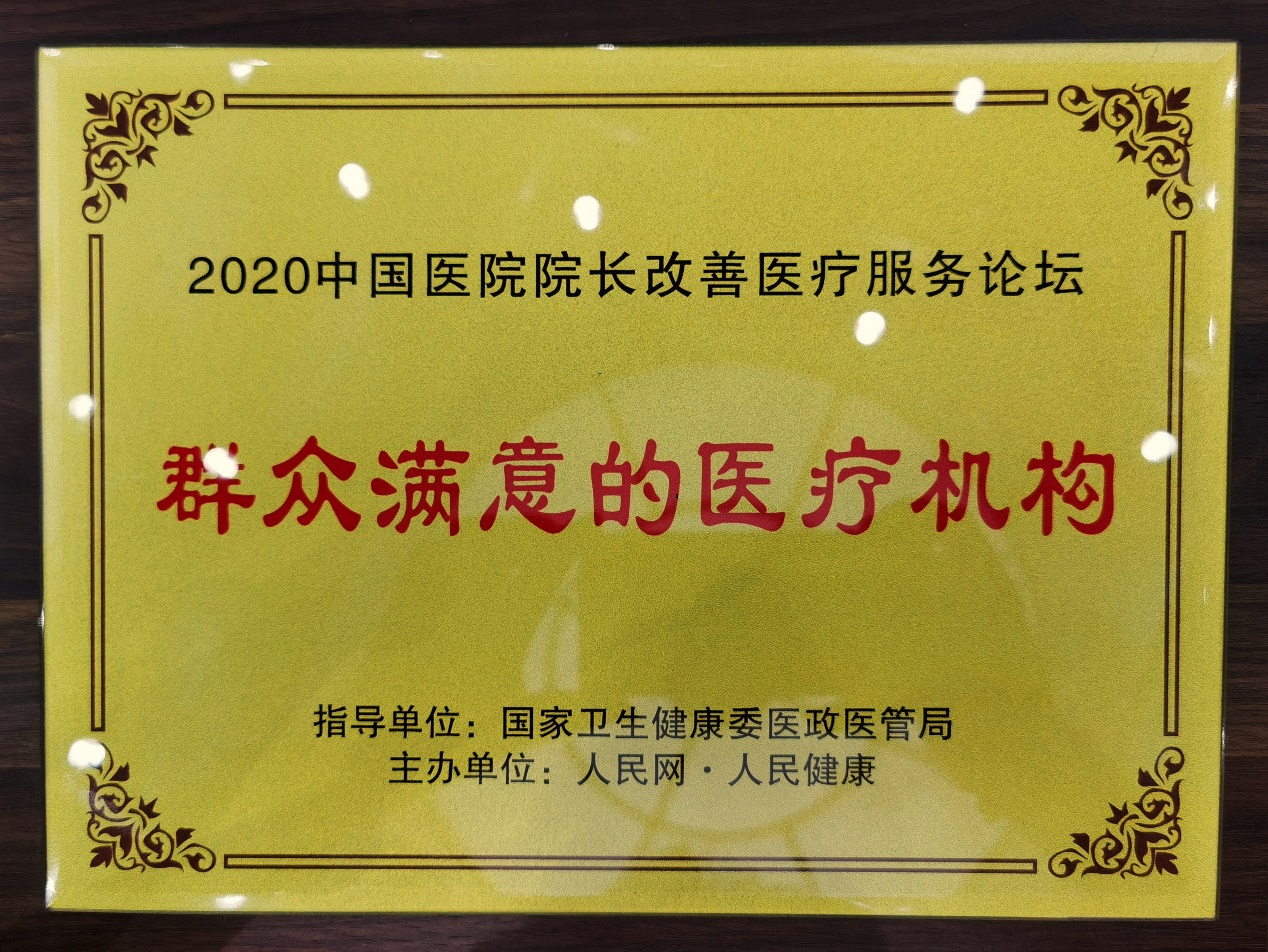 2020中国医院院长改善医疗服务论坛
群众满意的医疗机构
指导单位：国家卫生健康委医政医管局
主办单位：人民网·人民健康